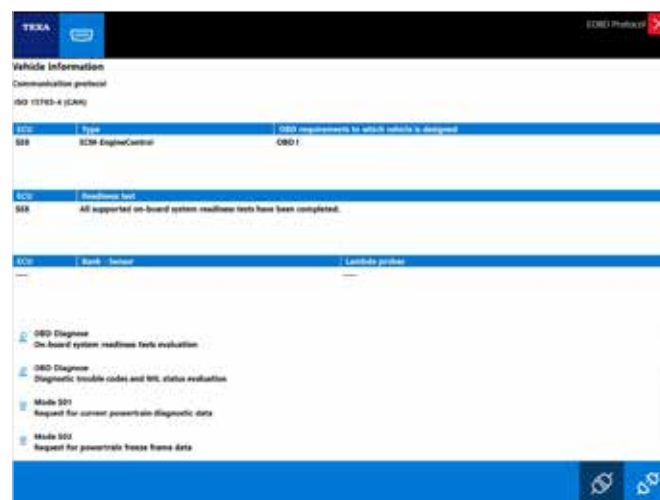 TEXA
EOBD Protocol
Vehicle information
Communication protocol
ISO 15765-4 (CAN)
ECU Type OBD requirements to which vehicle is designed
$E8 ECM-EngineControl OBD I
ECU Readiness test
$E8 All supported on-board system readiness tests have been completed.
ECU Bank - Sensor Lambda probes
---- ----
OBD Diagnose
On-board system readiness tests evaluation
OBD Diagnose
Diagnostic trouble codes and MIL status evaluation
Mode $01
Request for current powertrain diagnostic data
Mode $02
Request for powertrain freeze frame data